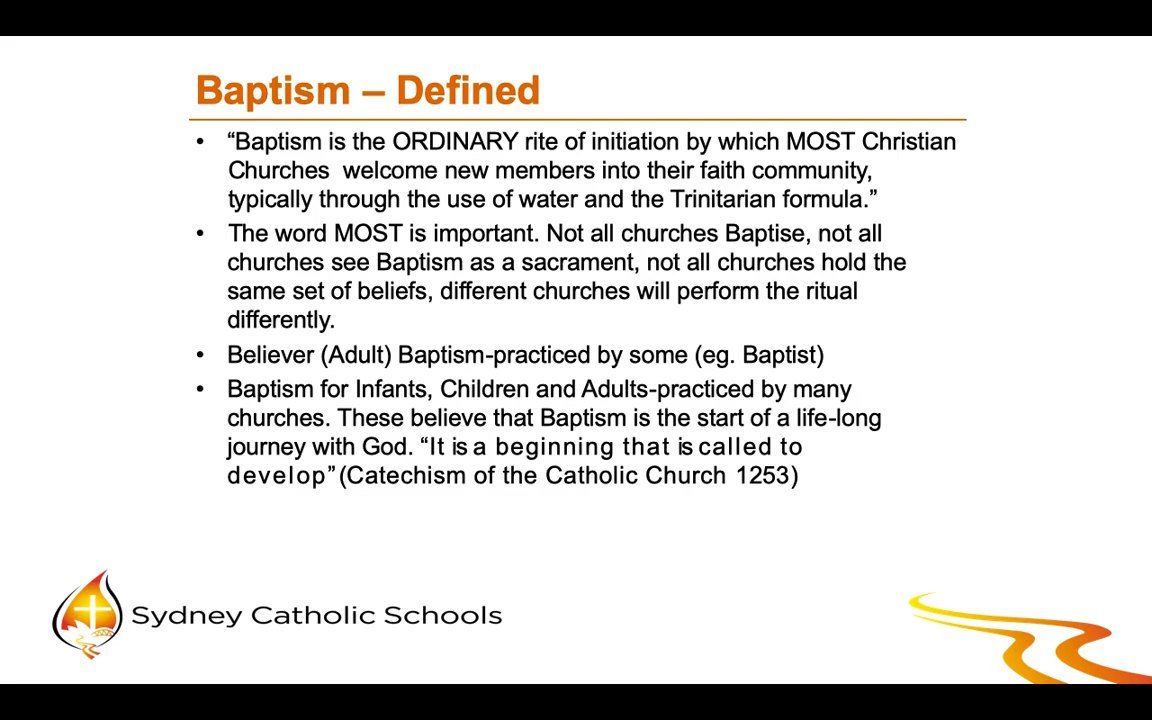 Baptism – Defined
• “Baptism is the ORDINARY rite of initiation by which MOST Christian
Churches welcome new members into their faith community,
typically through the use of water and the Trinitarian formula.”
• The word MOST is important. Not all churches Baptise, not all
churches see Baptism as a sacrament, not all churches hold the
same set of beliefs, different churches will perform the ritual
differently.
• Believer (Adult) Baptism-practiced by some (eg. Baptist)
• Baptism for Infants, Children and Adults-practiced by many
churches. These believe that Baptism is the start of a life-long
journey with God. “It is a beginning that is called to
develop” (Catechism of the Catholic Church 1253)
Sydney Catholic Schools